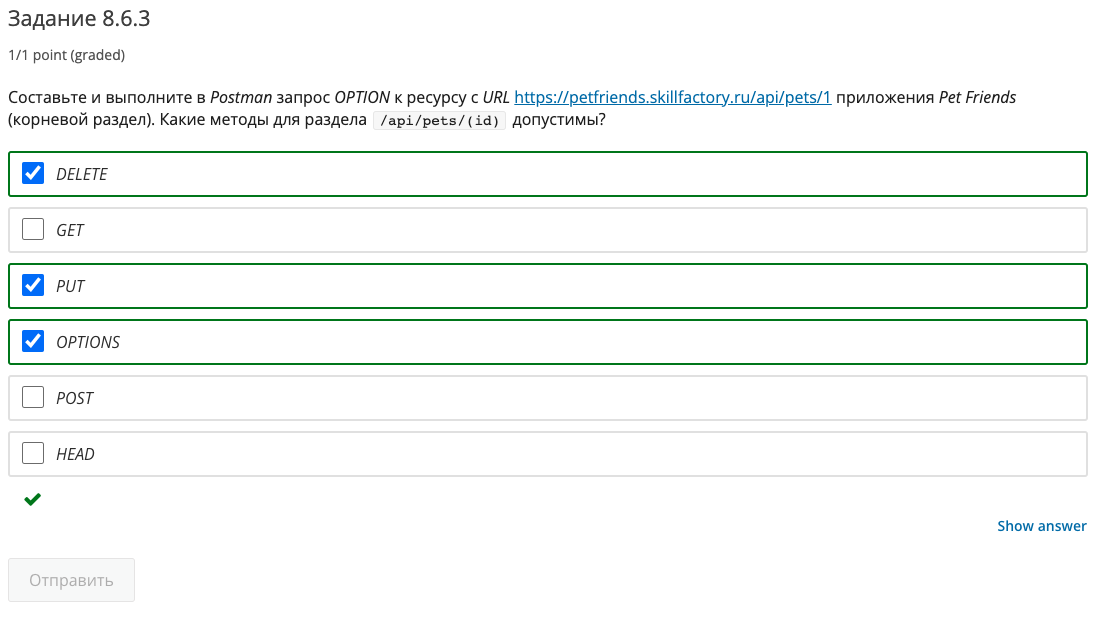 Задание 8.6.3
1/1 point (graded)
Составьте и выполните в Postman запрос OPTION к ресурсу с URL https://petfriends.skillfactory.ru/api/pets/1 приложения Pet Friends
(корневой раздел). Какие методы для раздела /api/pets/(id) допустимы?
DELETE
GET
PUT
OPTIONS
POST
HEAD
Show answer
Отправить